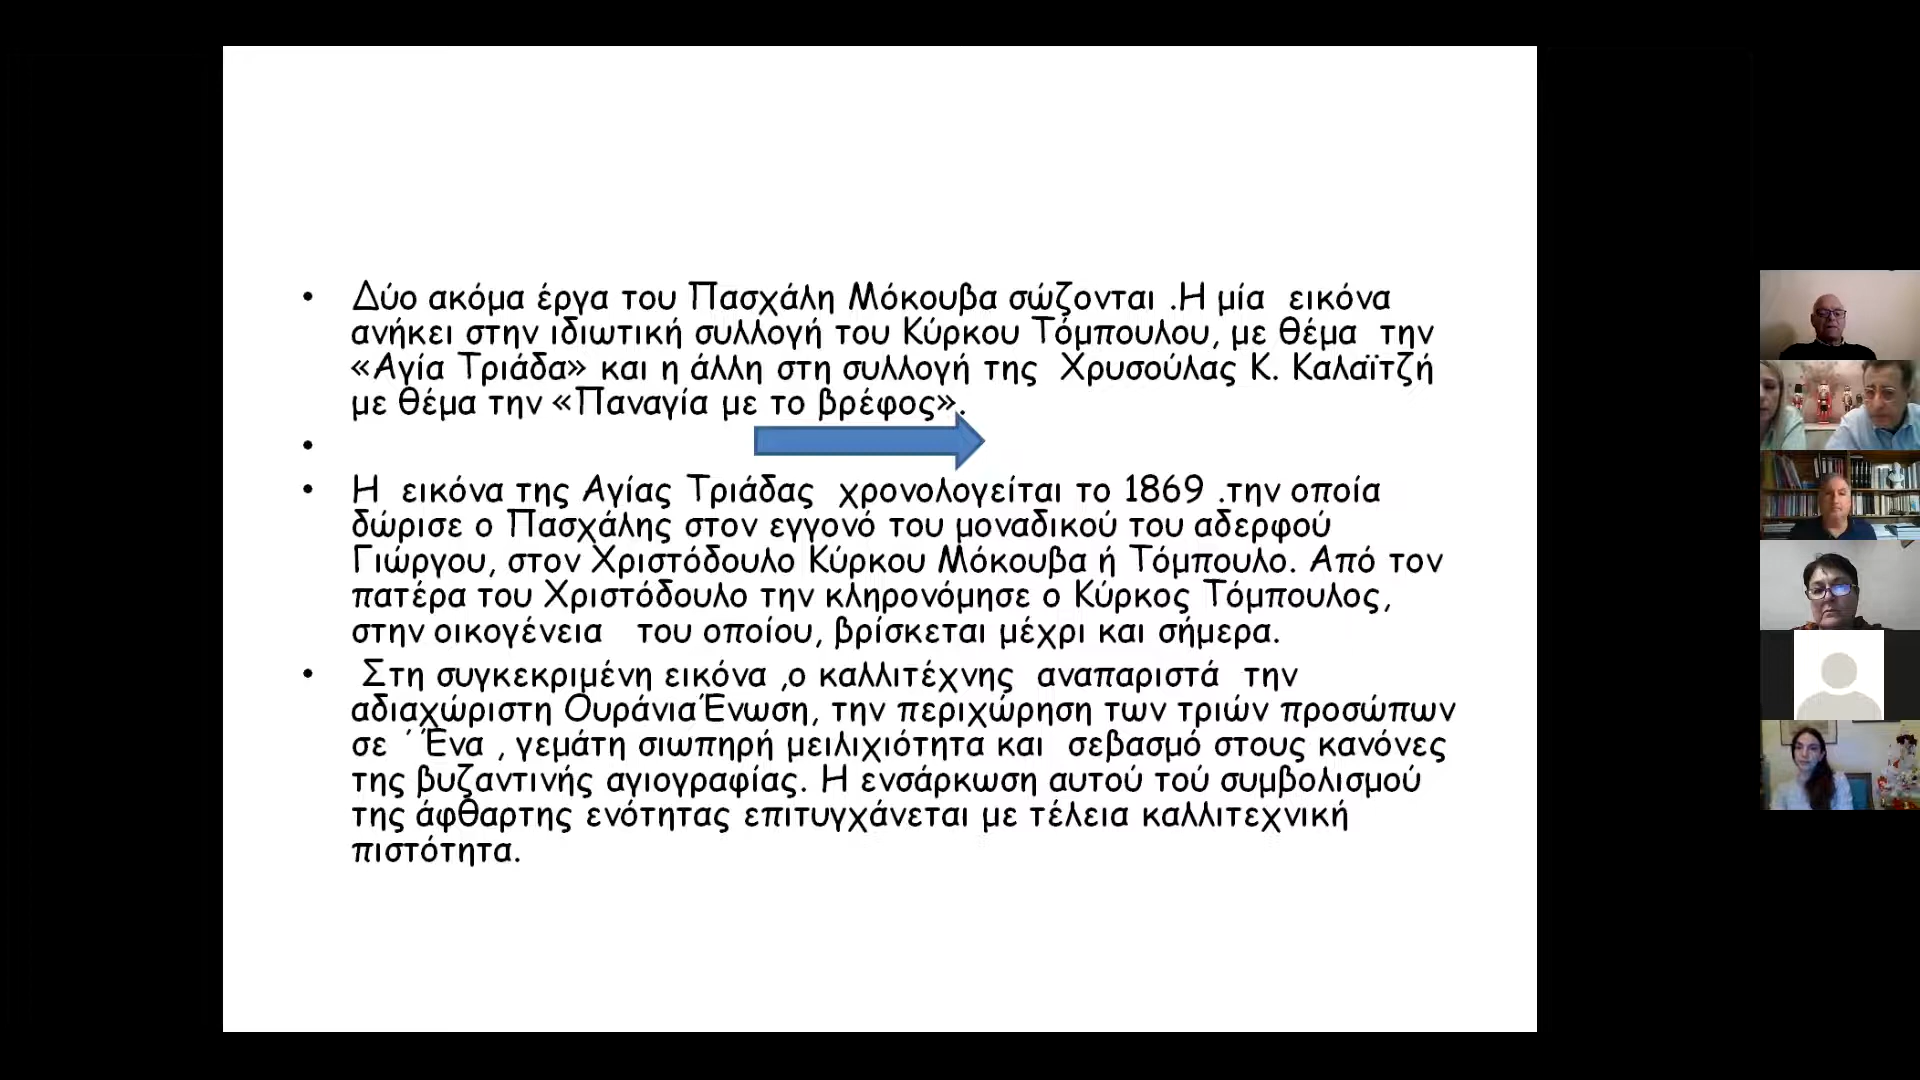 • Δύο ακόμα έργα του Πασχάλη Μόκουβα σώζονται .Η μία εικόνα
ανήκει στην ιδιωτική συλλογή του Κύρκου Τόμπουλου, με θέμα την
«Αγία Τριάδα» και η άλλη στη συλλογή της Χρυσούλας Κ. Καλαϊτζή
με θέμα την «Παναγία με το βρέφος».
•
• Η εικόνα της Αγίας Τριάδας χρονολογείται το 1869 .την οποία
δώρισε ο Πασχάλης στον εγγονό του μοναδικού του αδερφού
Γιώργου, στον Χριστόδουλο Κύρκου Μόκουβα ή Τόμπουλο. Από τον
πατέρα του Χριστόδουλο την κληρονόμησε ο Κύρκος Τόμπουλος,
στην οικογένεια του οποίου, βρίσκεται μέχρι και σήμερα.
• Στη συγκεκριμένη εικόνα ,ο καλλιτέχνης αναπαριστά την
αδιαχώριστη ΟυράνιαΈνωση, την περιχώρηση των τριών προσώπων
σε ΄Ένα , γεμάτη σιωπηρή μειλιχιότητα και σεβασμό στους κανόνες
της βυζαντινής αγιογραφίας. Η ενσάρκωση αυτού τού συμβολισμού
της άφθαρτης ενότητας επιτυγχάνεται με τέλεια καλλιτεχνική
πιστότητα.